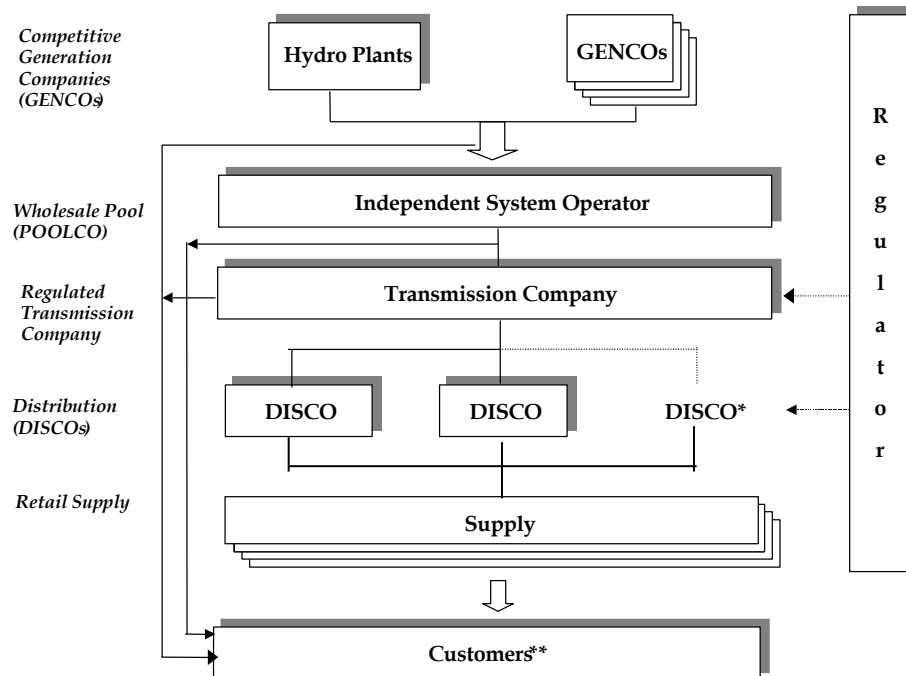 Competitive
Generation
Companies
(GENCOs)
Hydro Plants
GENCOs
Wholesale Pool
(POOLCO)
Independent System Operator
Regulated
Transmission
Company
Transmission Company
Distribution
(DISCOs)
DISCO
DISCO
DISCO*
Retail Supply
Supply
Customers**
R
e
g
u
l
a
t
o
r